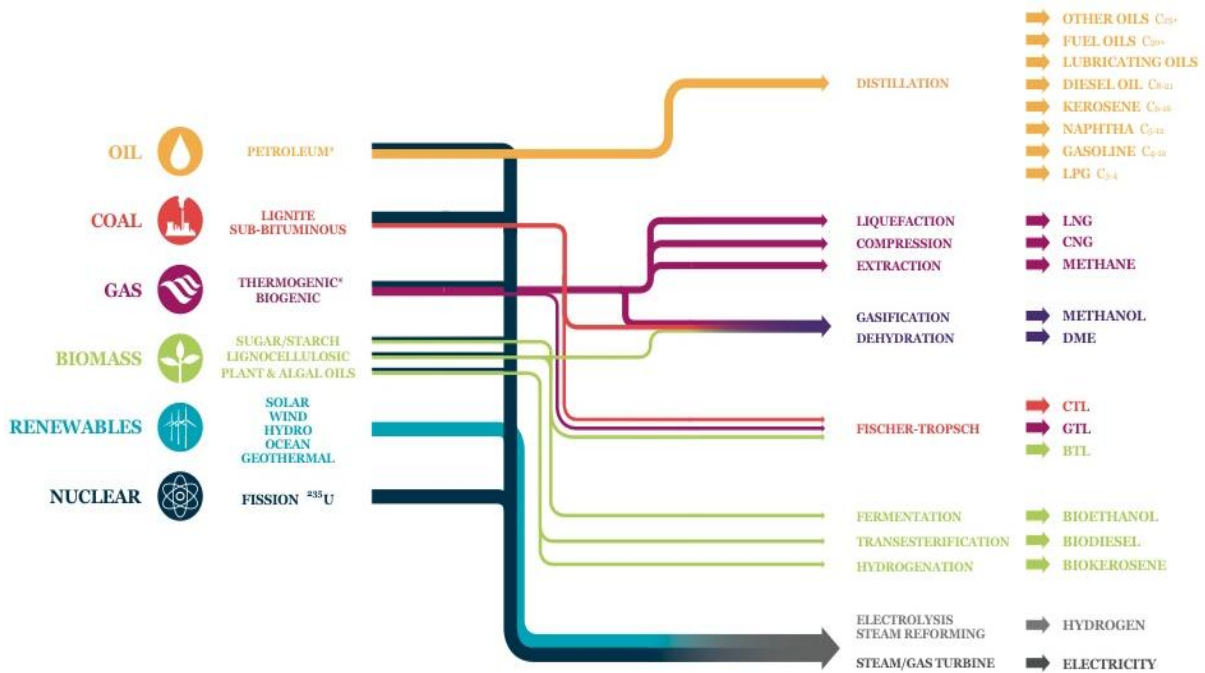 OIL
PETROLEUM*
COAL
LIGNITE
SUB-BITUMINOUS
GAS
THERMOGENIC*
BIOGENIC
BIOMASS
SUGAR/STARCH
LIGNOCELLULOSIC
PLANT & ALGAL OILS
RENEWABLES
SOLAR
WIND
HYDRO
OCEAN
GEOTHERMAL
NUCLEAR
FISSION ²³⁵U
DISTILLATION
OTHER OILS C25+
FUEL OILS C20+
LUBRICATING OILS
DIESEL OIL C8-21
KEROSENE
NAPHTHA C5-12
GASOLINE C4-12
LPG C3-4
LIQUEFACTION
LNG
COMPRESSION
CNG
EXTRACTION
METHANE
GASIFICATION
METHANOL
DEHYDRATION
DME
FISCHER-TROPSCH
CTL
GTL
BTL
FERMENTATION
BIOETHANOL
TRANSESTERIFICATION
BIODIESEL
HYDROGENATION
BIOKEROSENE
ELECTROLYSIS
STEAM REFORMING
HYDROGEN
STEAM/GAS TURBINE
ELECTRICITY